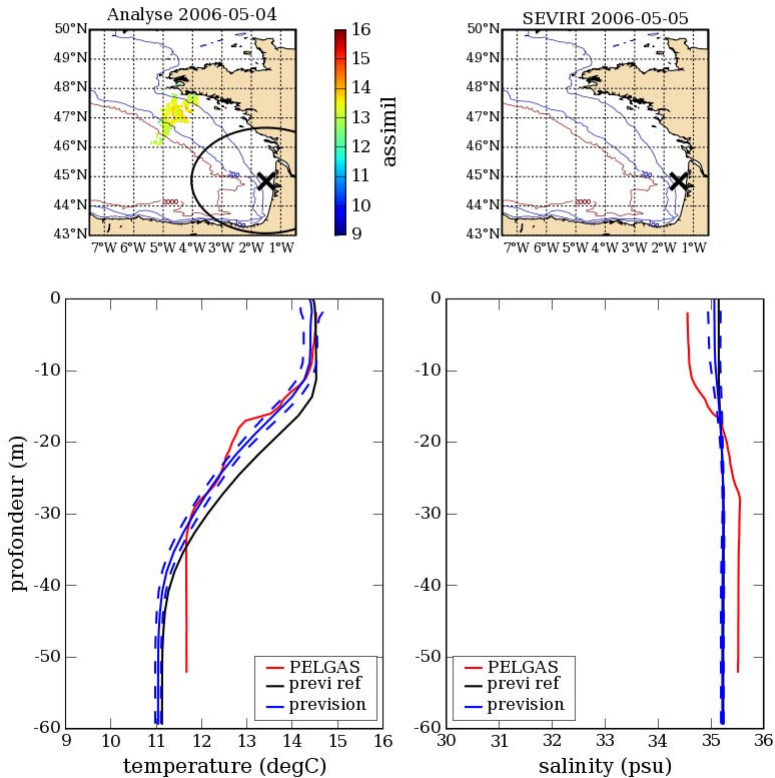 Analyse 2006-05-04
SEVIRI 2006-05-05
50°N
49°N
48°N
47°N
46°N
45°N
44°N
43°N
7°W 6°W 5°W 4°W 3°W 2°W 1°W
16
15
14
13
12
11
10
9
assimil
50°N
49°N
48°N
47°N
46°N
45°N
44°N
43°N
7°W 6°W 5°W 4°W 3°W 2°W 1°W
0
-10
-20
-30
-40
-50
-60
profondeur (m)
PELGAS
previ ref
prevision
9 10 11 12 13 14 15 16
temperature (degC)
0
-10
-20
-30
-40
-50
-60
PELGAS
previ ref
prevision
30 31 32 33 34 35 36
salinity (psu)